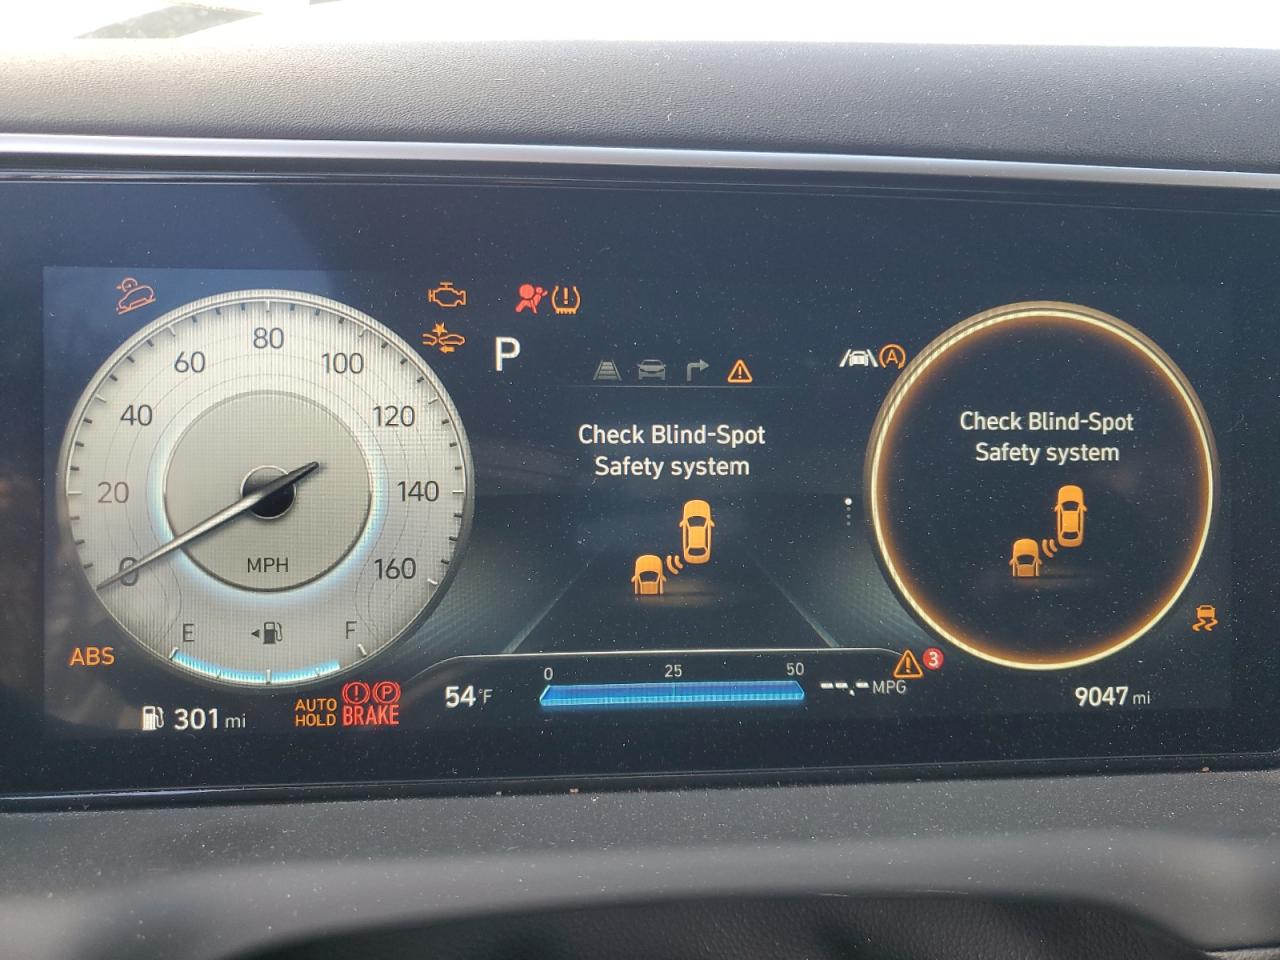 80
60
100
40
120
20
140
0
160
MPH
E
F
P
A
Check Blind-Spot
Safety system
Check Blind-Spot
Safety system
ABS
301 mi
AUTO
HOLD
P
BRAKE
54°F
0
25
50
--.- MPG
3
9047 mi